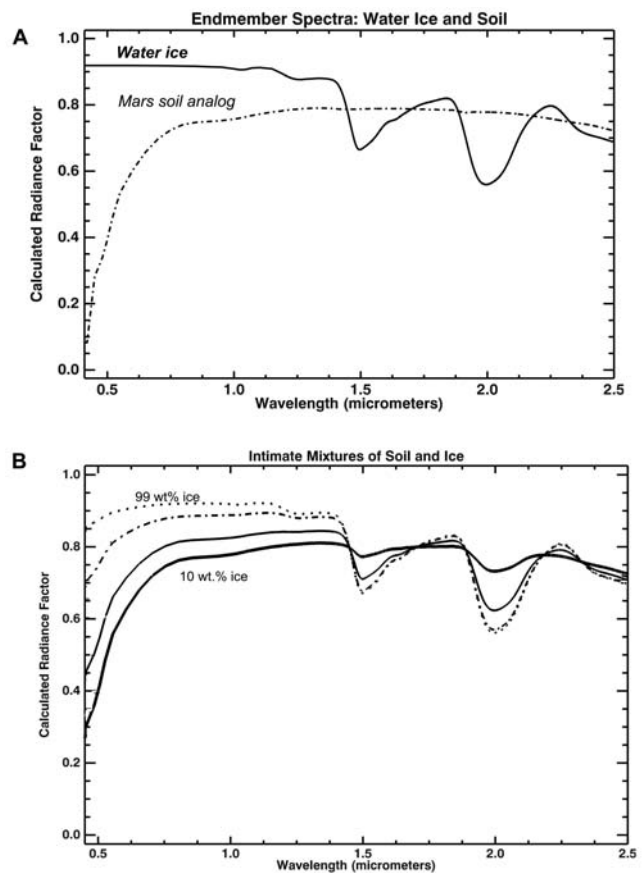 A
Endmember Spectra: Water Ice and Soil
1.0
Water ice
0.8
Mars soil analog
0.6
0.4
0.2
0.0
Calculated Radiance Factor
0.5 1.0 1.5 2.0 2.5
Wavelength (micrometers)
B
Intimate Mixtures of Soil and Ice
1.0
99 wt% ice
0.8
10 wt.% ice
0.6
0.4
0.2
0.0
Calculated Radiance Factor
0.5 1.0 1.5 2.0 2.5
Wavelength (micrometers)